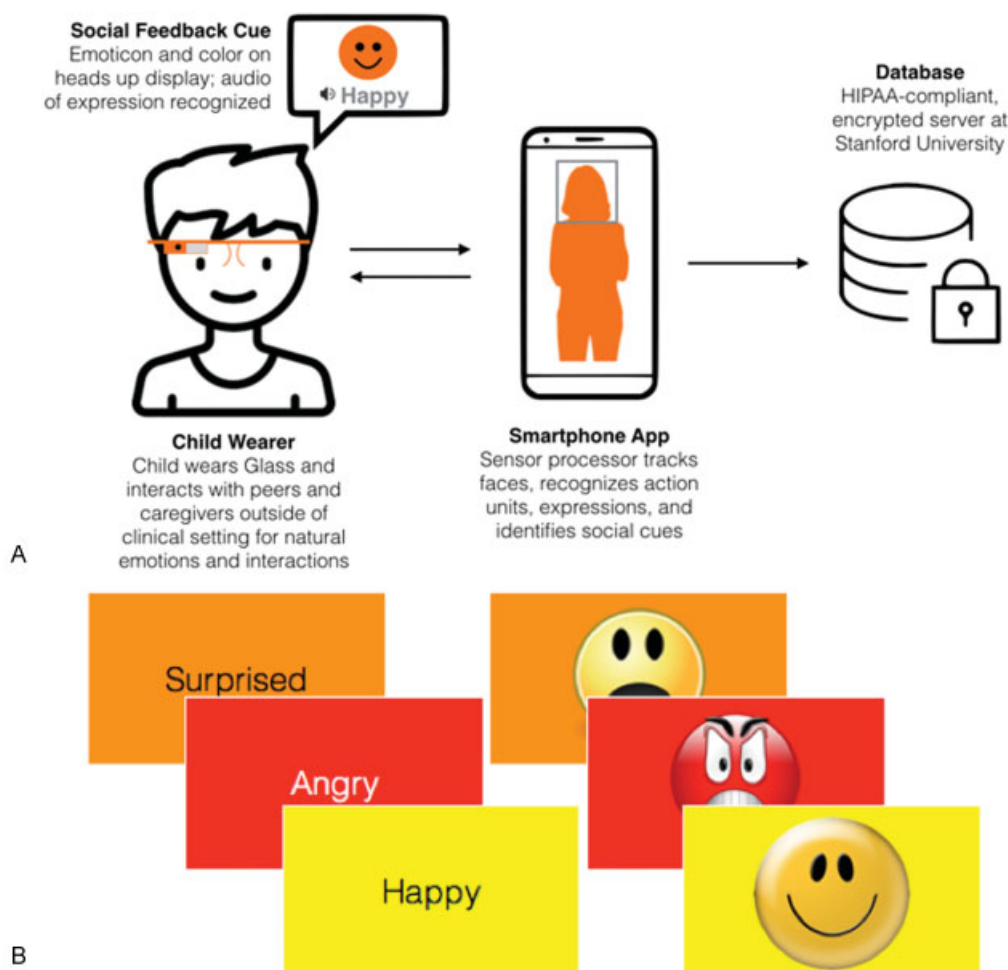 Social Feedback Cue
Emoticon and color on
heads up display; audio
of expression recognized
Happy
Database
HIPAA-compliant,
encrypted server at
Stanford University
Child Wearer
Child wears Glass and
interacts with peers and
caregivers outside of
clinical setting for natural
emotions and interactions
Smartphone App
Sensor processor tracks
faces, recognizes action
units, expressions, and
identifies social cues
A
Surprised
Angry
Happy
B